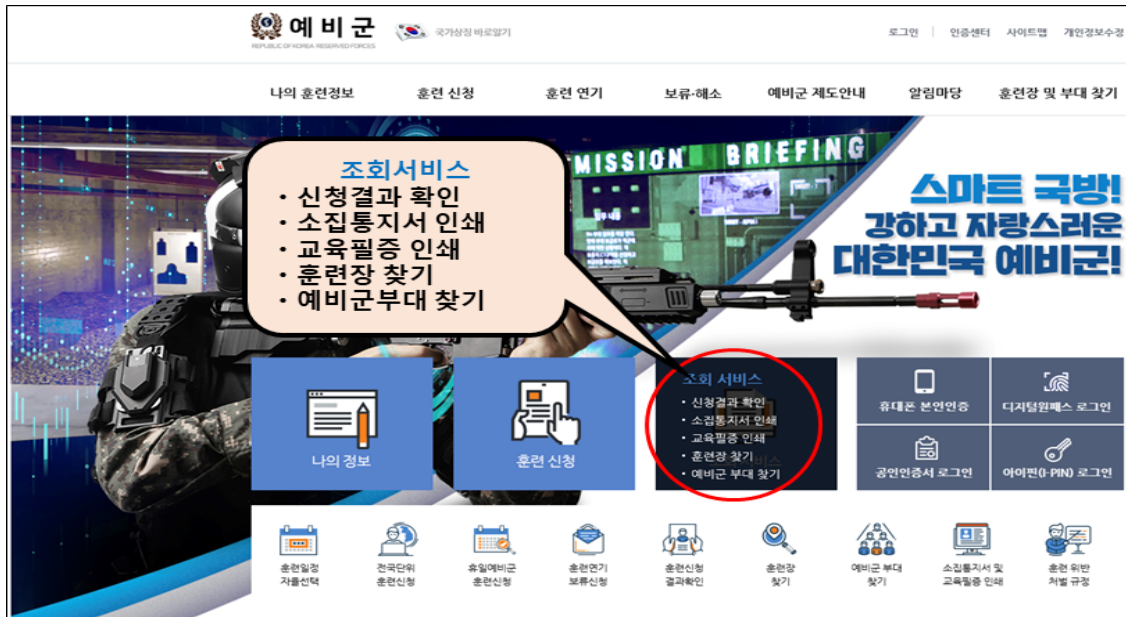 예비군
REPUBLIC OF KOREA RESERVED FORCES
국가상징 바로알기
로그인
인증센터
사이트맵
개인정보수정
나의 훈련정보
훈련 신청
훈련 연기
보류·해소
예비군 제도안내
알림마당
훈련장 및 부대 찾기
조회서비스
· 신청결과 확인
· 소집통지서 인쇄
· 교육필증 인쇄
· 훈련장 찾기
· 예비군부대 찾기
MISSION BRIEFING
임무 내용
스마트 국방!
강하고 자랑스러운
대한민국 예비군!
나의 정보
훈련 신청
조회 서비스
• 신청결과 확인
• 소집통지서 인쇄
• 교육필증 인쇄
• 훈련장 찾기
• 예비군 부대 찾기
휴대폰 본인인증
디지털원패스 로그인
공인인증서 로그인
아이핀(I-PIN) 로그인
훈련일정
자율선택
전국단위
훈련신청
휴일예비군
훈련신청
훈련연기
보류신청
훈련신청
결과확인
훈련장
찾기
예비군 부대
찾기
소집통지서 및
교육필증 인쇄
훈련 위반
처벌 규정